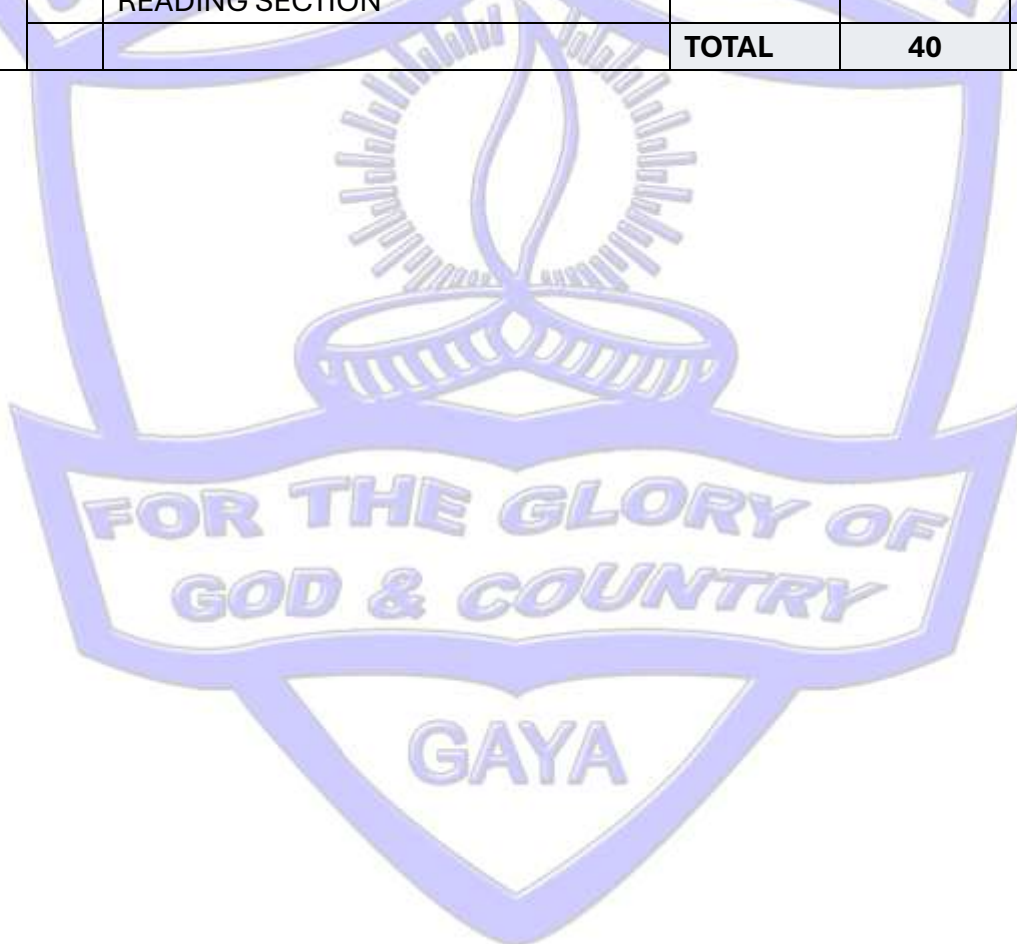 READING SECTION
TOTAL 40
FOR THE GLORY OF
GOD & COUNTRY
GAYA